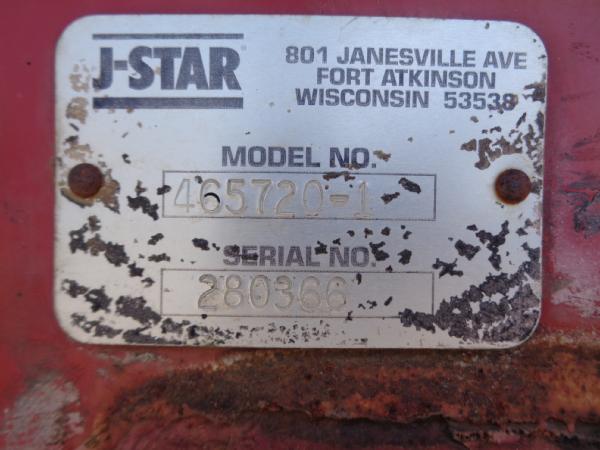 J-STAR
801 JANESVILLE AVE
FORT ATKINSON
WISCONSIN 53538
MODEL NO.
465720-1
SERIAL NO.
280366